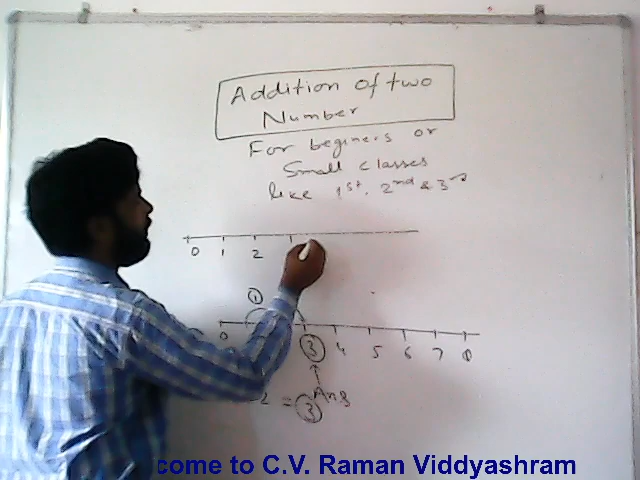 Addition of two
Number
For beginers or
Small classes
like 1st, 2nd & 3rd
0 1 2
1
0 3 4 5 6 7 8
Ans
2 = 3
come to C.V. Raman Viddyashram